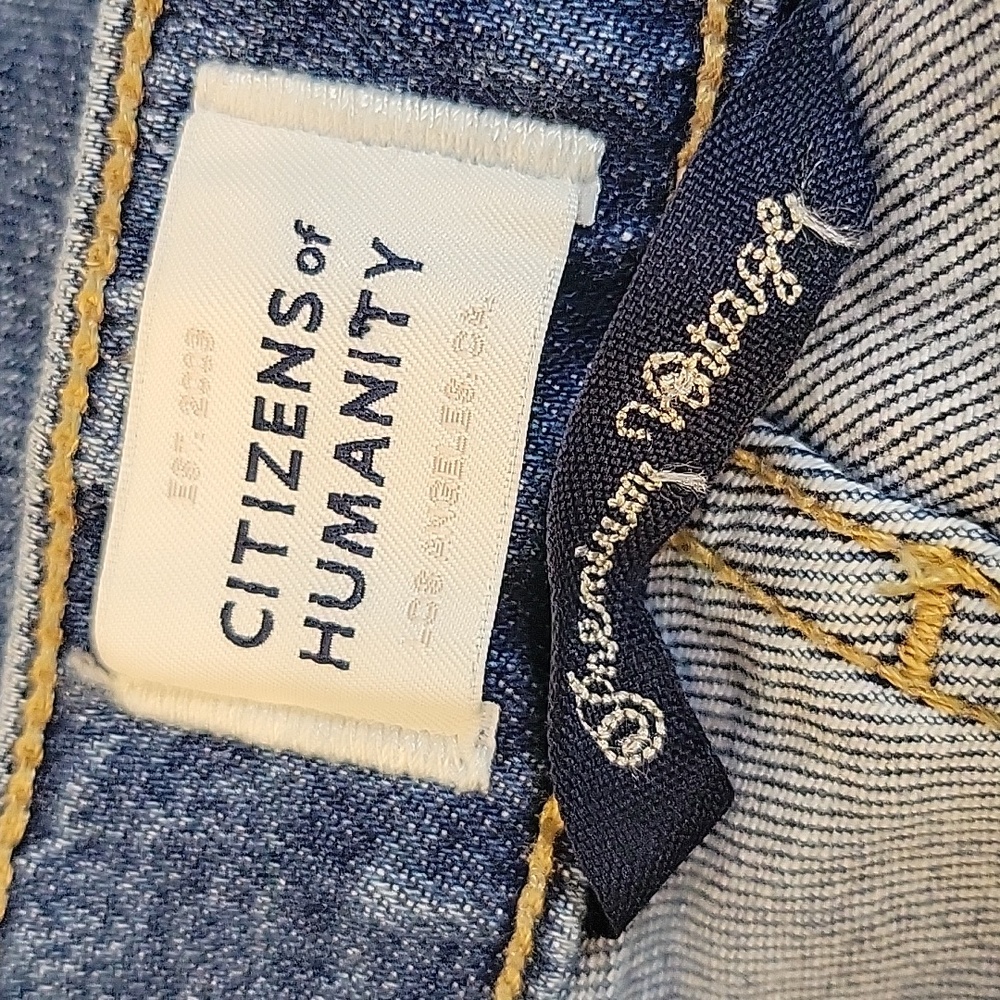 EST. 2003
CITIZENS of
HUMANITY
LOS ANGELES, CA.
Premium Vintage